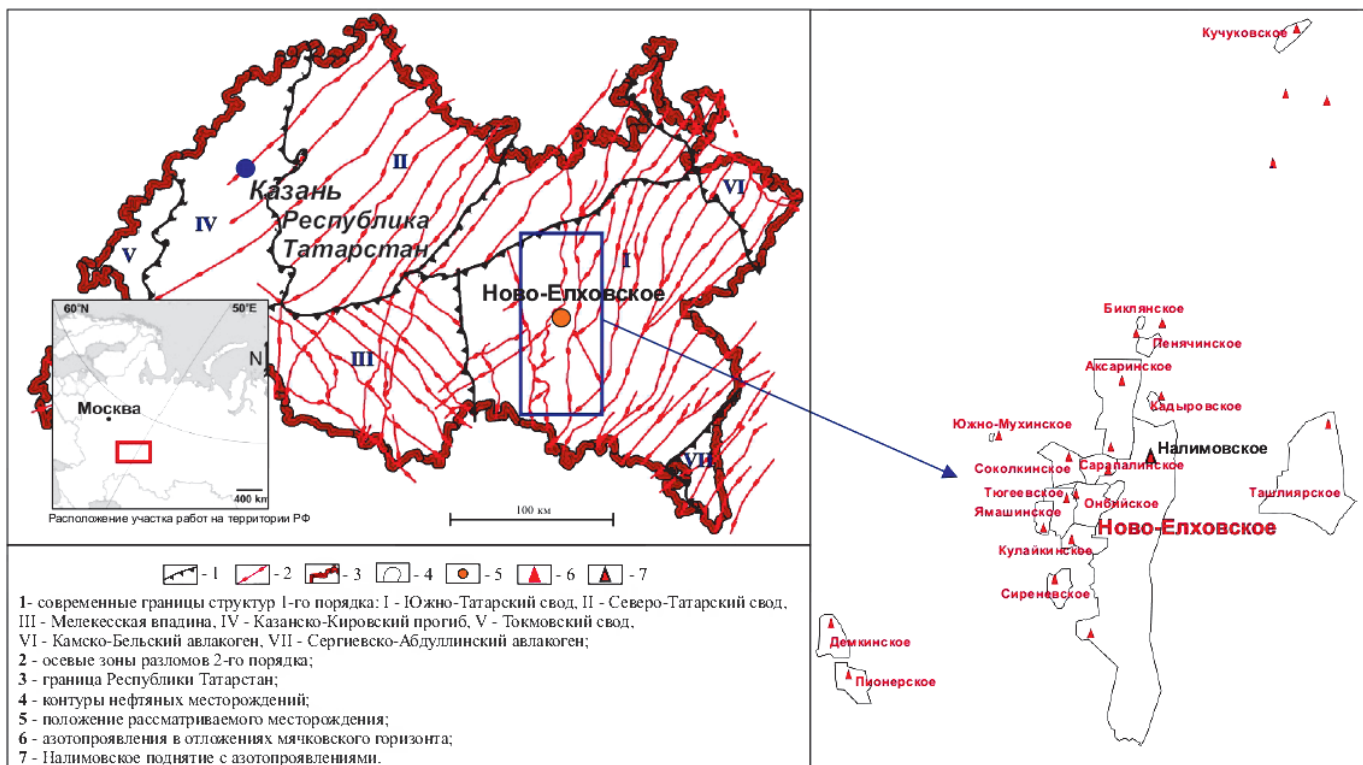 II
VI
Казань
IV
Республика
Татарстан
V
I
Ново-Елховское
60°N
50°E
N
III
Москва
VII
400 km
100 км
Расположение участка работ на территории РФ
- 1
- 2
- 3
- 4
- 5
- 6
- 7
1- современные границы структур 1-го порядка: I - Южно-Татарский свод, II - Северо-Татарский свод,
III - Мелекесская впадина, IV - Казанско-Кировский прогиб, V - Токмовский свод,
VI - Камско-Бельский авлакоген, VII - Сергиевско-Абдуллинский авлакоген;
2 - осевые зоны разломов 2-го порядка;
3 - граница Республики Татарстан;
4 - контуры нефтяных месторождений;
5 - положение рассматриваемого месторождения;
6 - азотопроявления в отложениях мячковского горизонта;
7 - Налимовское поднятие с азотопроявлениями.
Кучуковское
Биклянское
Пенячинское
Аксаринское
Кадыровское
Южно-Мухинское
Налимовское
Соколкинское
Сарапалинское
Тюгеевское
Ташлиярское
Онбийское
Ямашинское
Ново-Елховское
Кулайкинское
Сиреневское
Демкинское
Пионерское